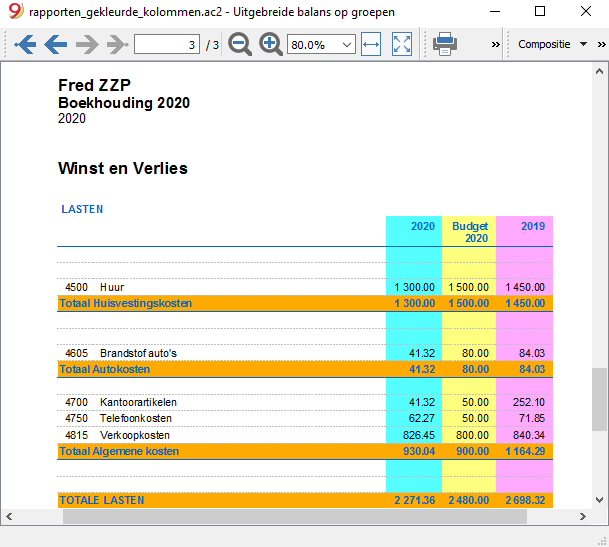 rapporten_gekleurde_kolommen.ac2 - Uitgebreide balans op groepen
3 / 3 80.0% » Compositie »
Fred ZZP
Boekhouding 2020
2020
Winst en Verlies
LASTEN
2020 Budget 2020 2019
4500 Huur 1 300.00 1 500.00 1 450.00
Totaal Huisvestingskosten 1 300.00 1 500.00 1 450.00
4605 Brandstof auto's 41.32 80.00 84.03
Totaal Autokosten 41.32 80.00 84.03
4700 Kantoorartikelen 41.32 50.00 252.10
4750 Telefoonkosten 62.27 50.00 71.85
4815 Verkoopkosten 826.45 800.00 840.34
Totaal Algemene kosten 930.04 900.00 1 164.29
TOTALE LASTEN 2 271.36 2 480.00 2 698.32